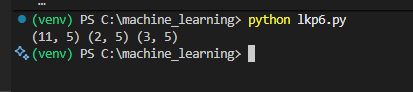 ...
(venv) PS C:\machine_learning> python lkp6.py
(11, 5) (2, 5) (3, 5)
(venv) PS C:\machine_learning>